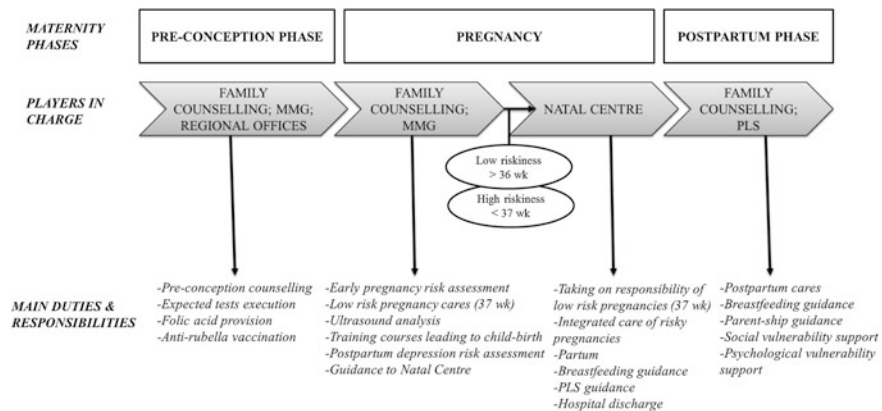 MATERNITY
PHASES
PRE-CONCEPTION PHASE
PREGNANCY
POSTPARTUM PHASE
PLAYERS IN
CHARGE
FAMILY
COUNSELLING; MMG;
REGIONAL OFFICES
FAMILY
COUNSELLING;
MMG
NATAL CENTRE
FAMILY
COUNSELLING;
PLS
Low riskiness
> 36 wk
High riskiness
< 37 wk
MAIN DUTIES &
RESPONSIBILITIES
-Pre-conception counselling
-Expected tests execution
-Folic acid provision
-Anti-rubella vaccination
-Early pregnancy risk assessment
-Low risk pregnancy cares (37 wk)
-Ultrasound analysis
-Training courses leading to child-birth
-Postpartum depression risk assessment
-Guidance to Natal Centre
-Taking on responsibility of
low risk pregnancies (37 wk)
-Integrated care of risky
pregnancies
-Partum
-Breastfeeding guidance
-PLS guidance
-Hospital discharge
-Postpartum cares
-Breastfeeding guidance
-Parent-ship guidance
-Social vulnerability support
-Psychological vulnerability
support